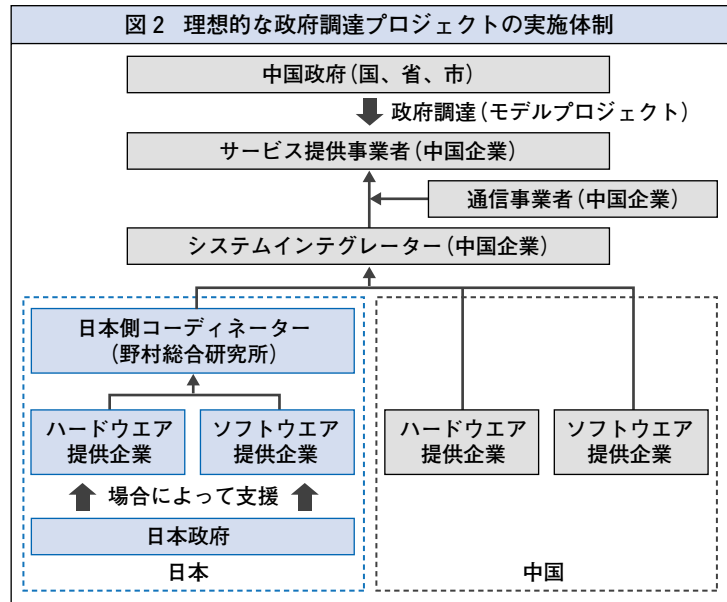 図2 理想的な政府調達プロジェクトの実施体制
中国政府(国、省、市)
政府調達(モデルプロジェクト)
サービス提供事業者(中国企業)
通信事業者(中国企業)
システムインテグレーター(中国企業)
日本側コーディネーター
(野村総合研究所)
ハードウエア
提供企業
ソフトウエア
提供企業
ハードウエア
提供企業
ソフトウエア
提供企業
場合によって支援
日本政府
日本
中国